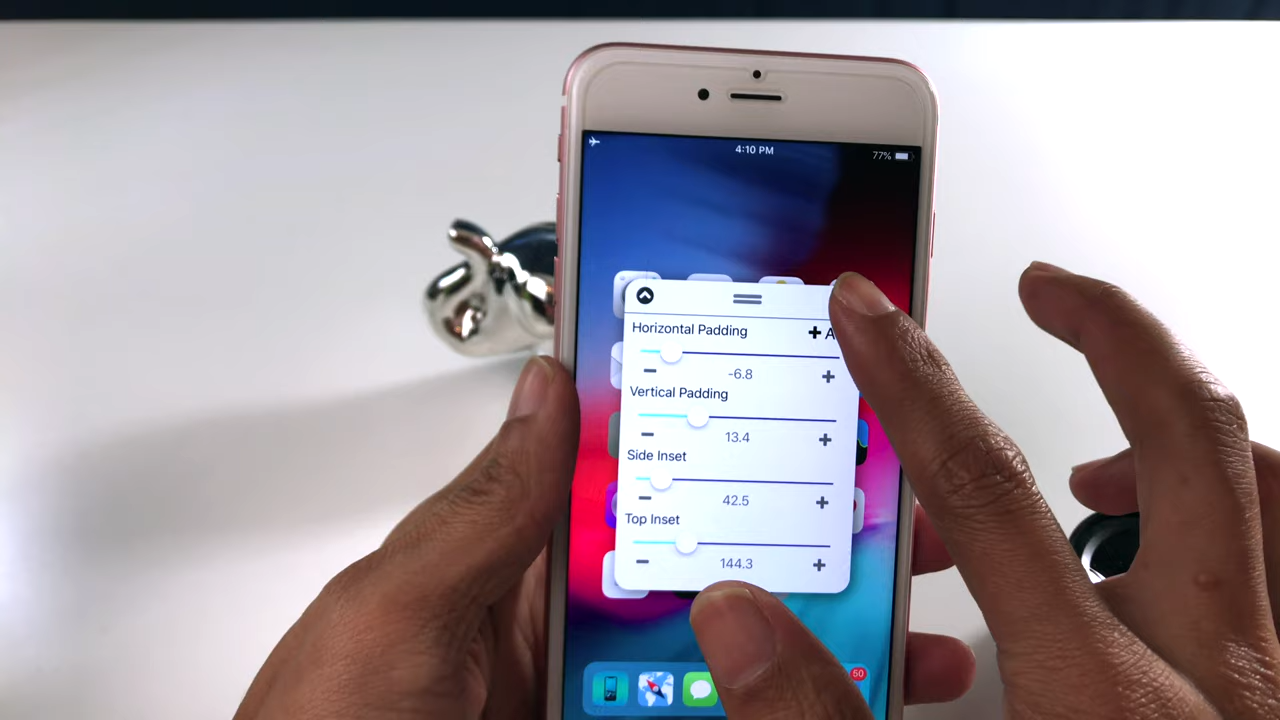 4:10 PM
77%
Horizontal Padding
-6.8
Vertical Padding
13.4
Side Inset
42.5
Top Inset
144.3
50